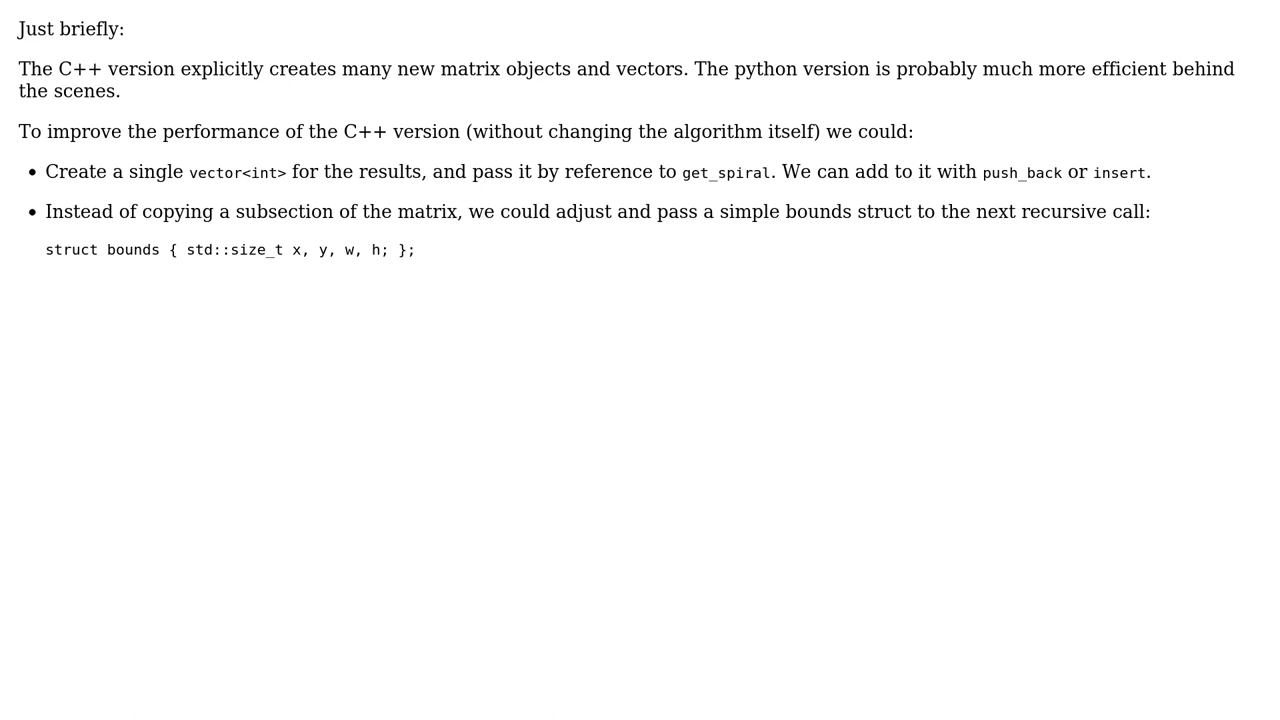 Just briefly:
The C++ version explicitly creates many new matrix objects and vectors. The python version is probably much more efficient behind
the scenes.
To improve the performance of the C++ version (without changing the algorithm itself) we could:
• Create a single vector<int> for the results, and pass it by reference to get_spiral. We can add to it with push_back or insert.
• Instead of copying a subsection of the matrix, we could adjust and pass a simple bounds struct to the next recursive call:
struct bounds { std::size_t x, y, w, h; };